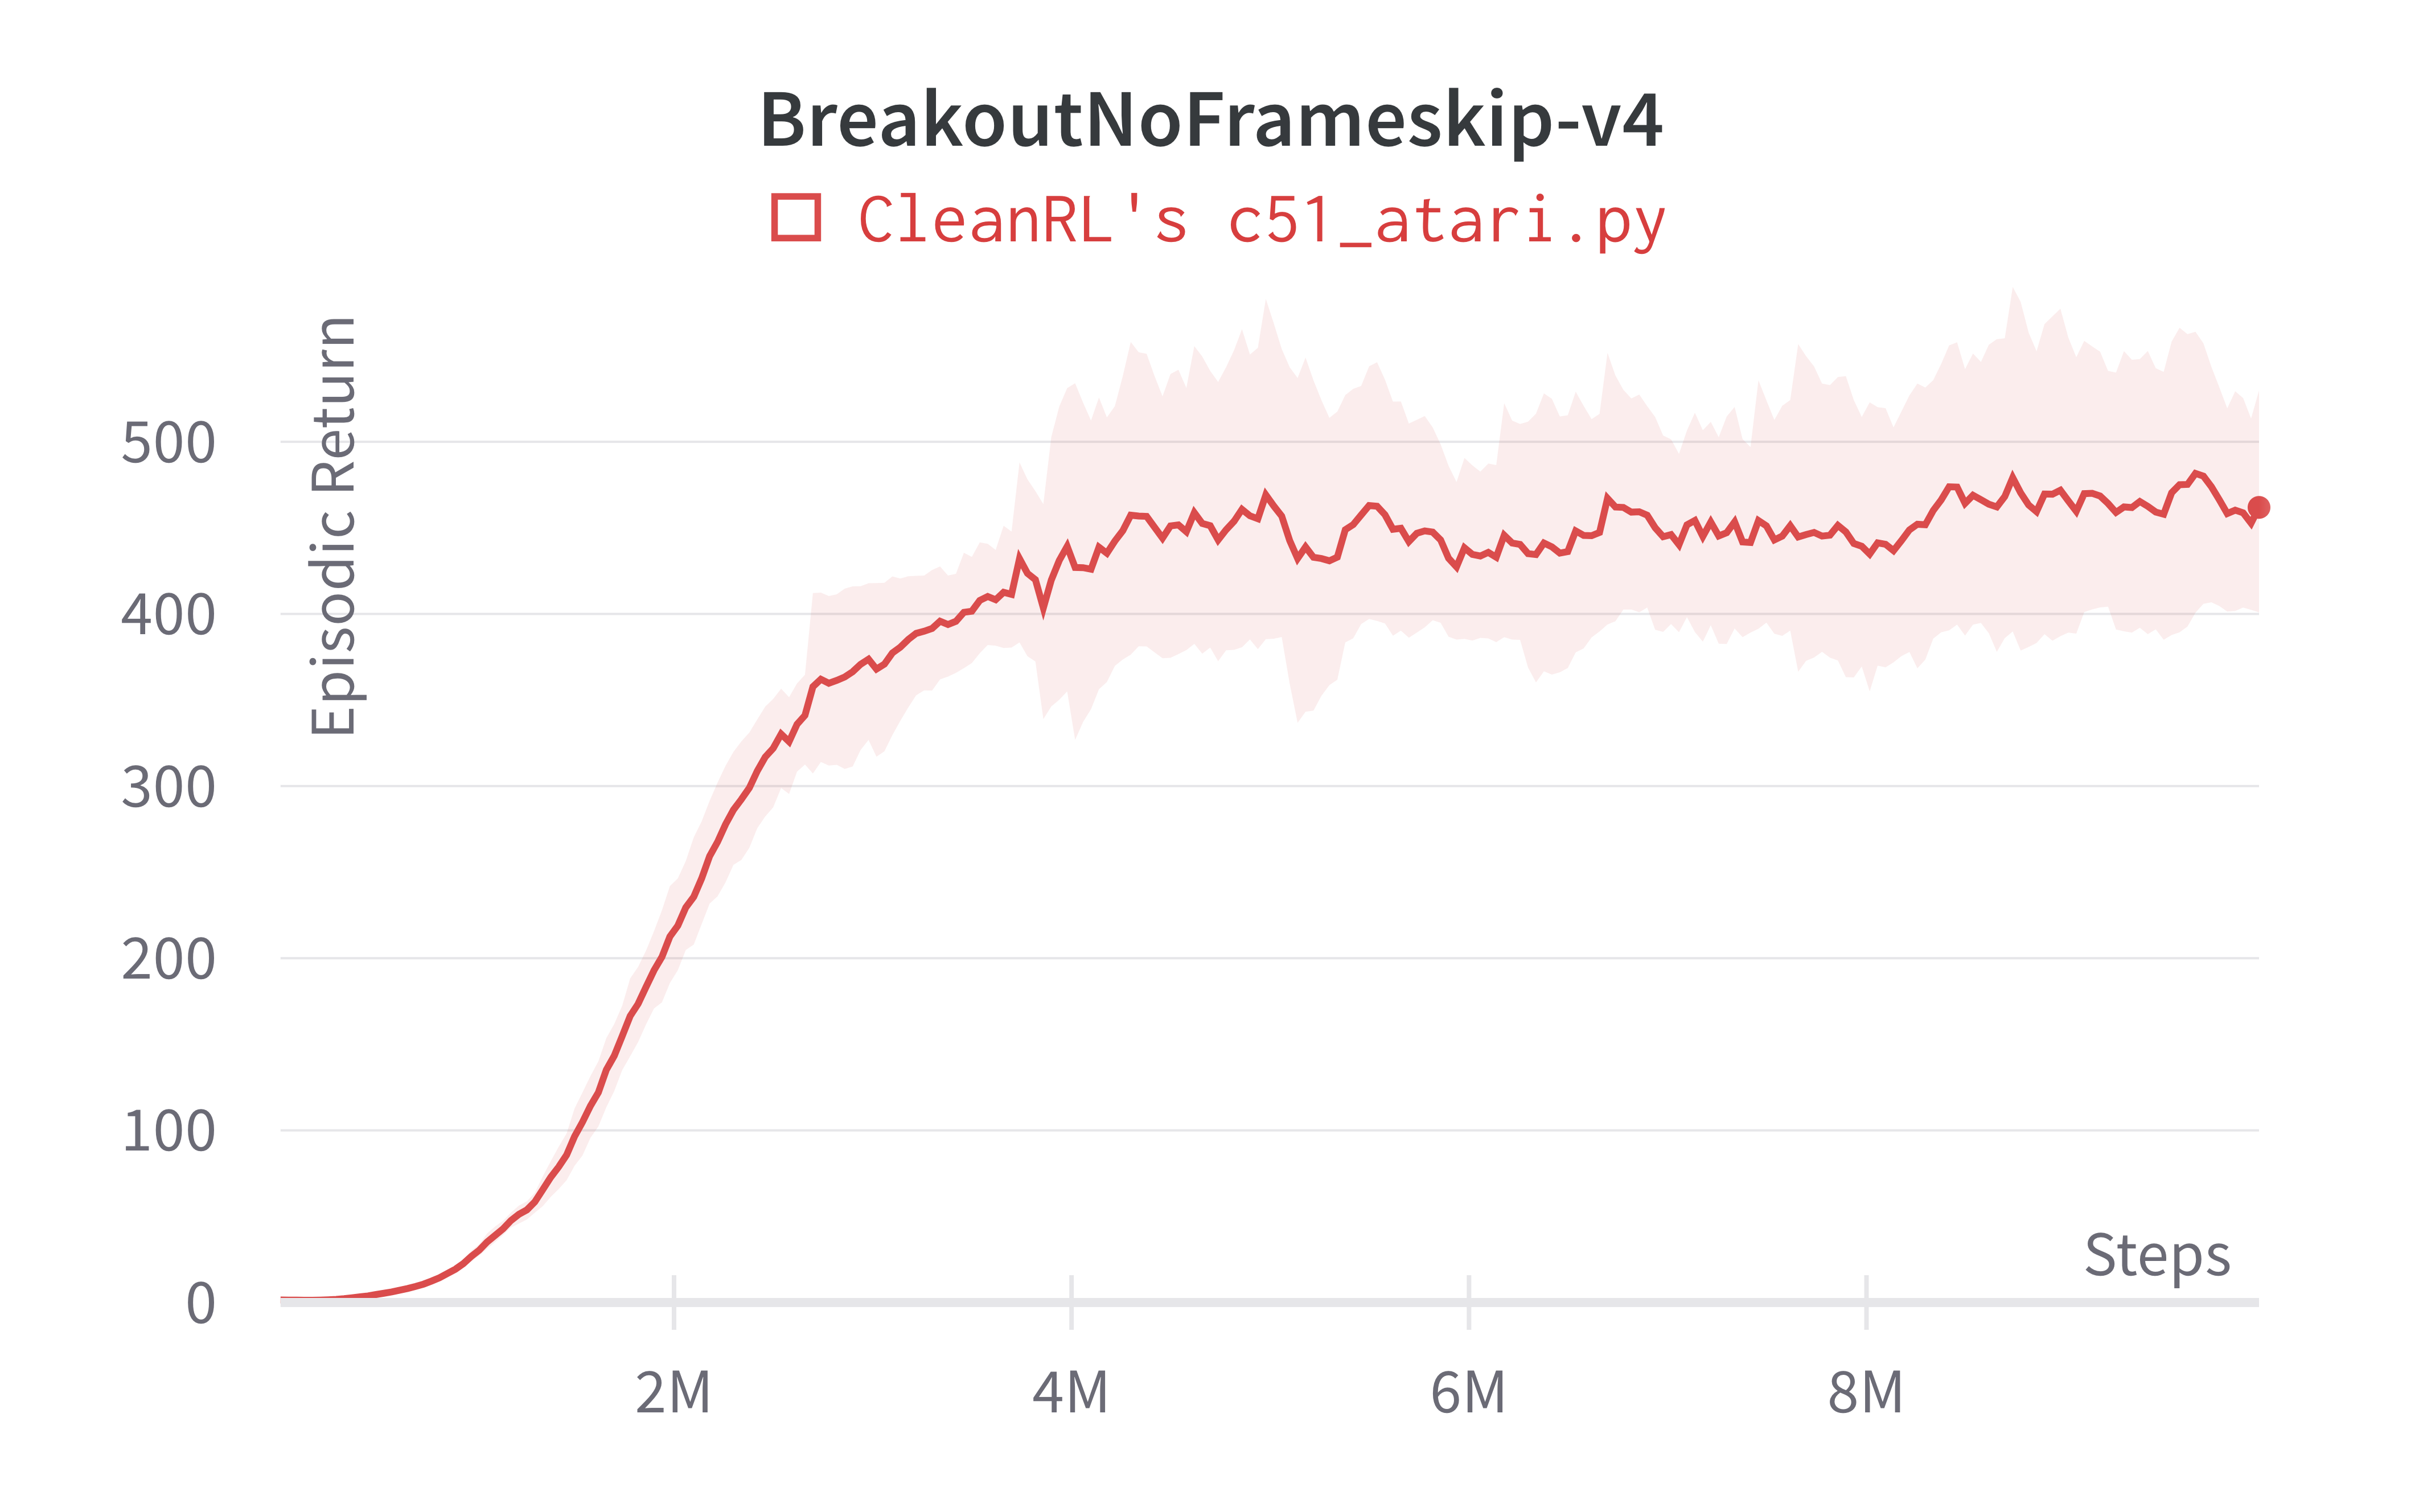 BreakoutNoFrameskip-v4
CleanRL's c51_atari.py
Episodic Return
500
400
300
200
100
0
Steps
2M 4M 6M 8M